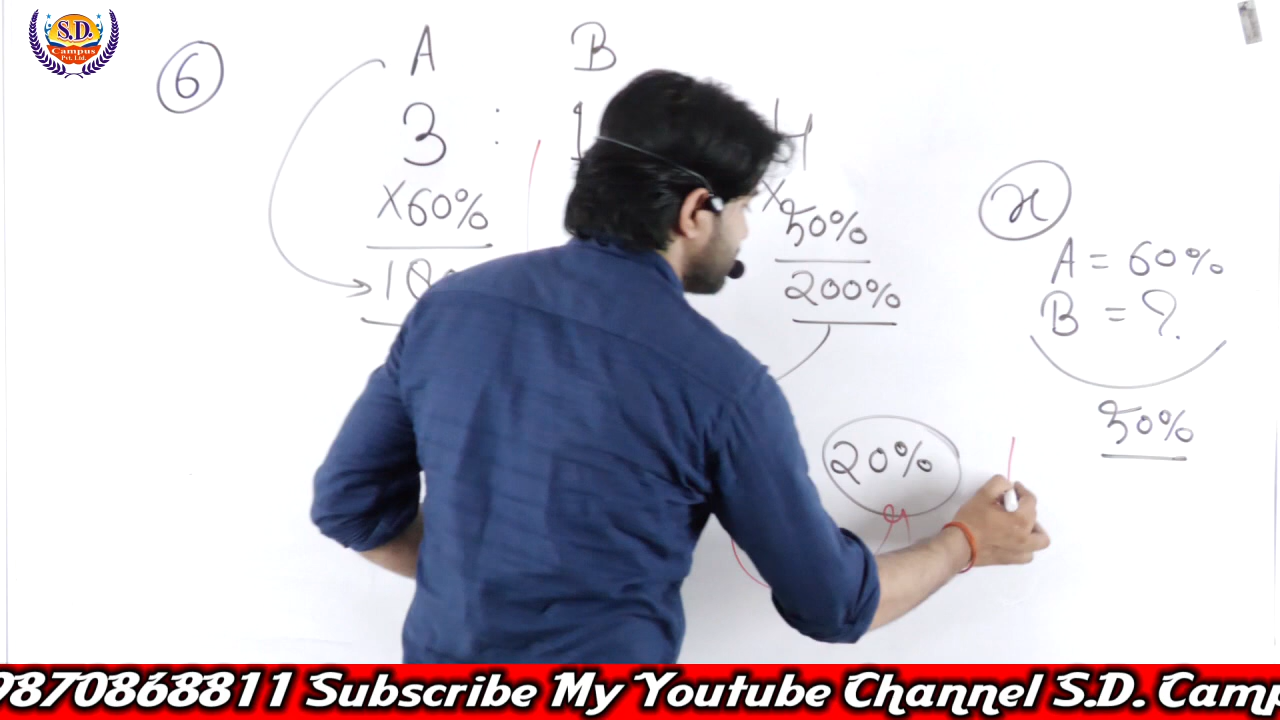 S.D.
Campus
Pvt. Ltd.
6
A B
3 : 1 4
X60% X50%
200%
20%
x
A = 60%
B = ?
50%
9870868811 Subscribe My Youtube Channel S.D. Camp